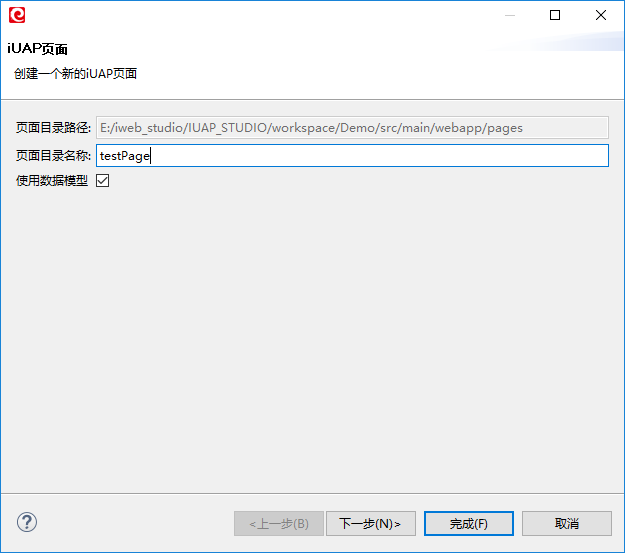 iUAP页面
创建一个新的iUAP页面
页面目录路径: E:/iweb_studio/IUAP_STUDIO/workspace/Demo/src/main/webapp/pages
页面目录名称: testPage
使用数据模型
<上一步(B) 下一步(N)> 完成(F) 取消